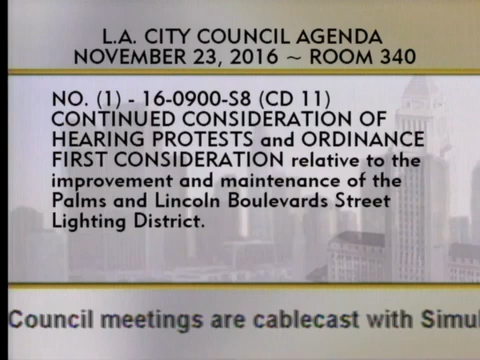 L.A. CITY COUNCIL AGENDA
NOVEMBER 23, 2016 ~ ROOM 340
NO. (1) - 16-0900-S8 (CD 11)
CONTINUED CONSIDERATION OF
HEARING PROTESTS and ORDINANCE
FIRST CONSIDERATION relative to the
improvement and maintenance of the
Palms and Lincoln Boulevards Street
Lighting District.
Council meetings are cablecast with Simul